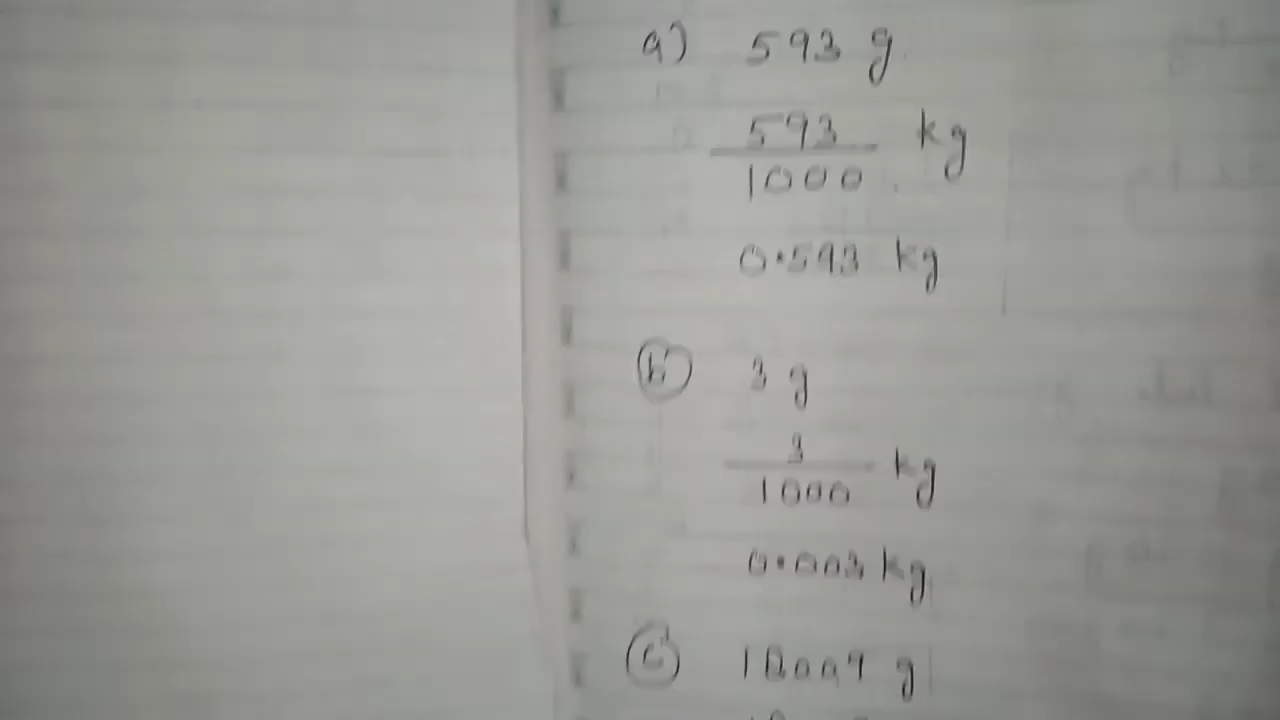 a) 593 g
593
1000 kg
0.593 kg
b 3 g
3
1000 kg
0.003 kg
c g